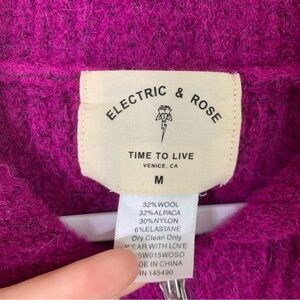 ELECTRIC & ROSE
TIME TO LIVE
VENICE, CA
M
32%WOOL
32%ALPACA
30%NYLON
6%ELASTANE
Dry Clean Only
WEAR WITH LOVE
SW015WOSO
MADE IN CHINA
145490